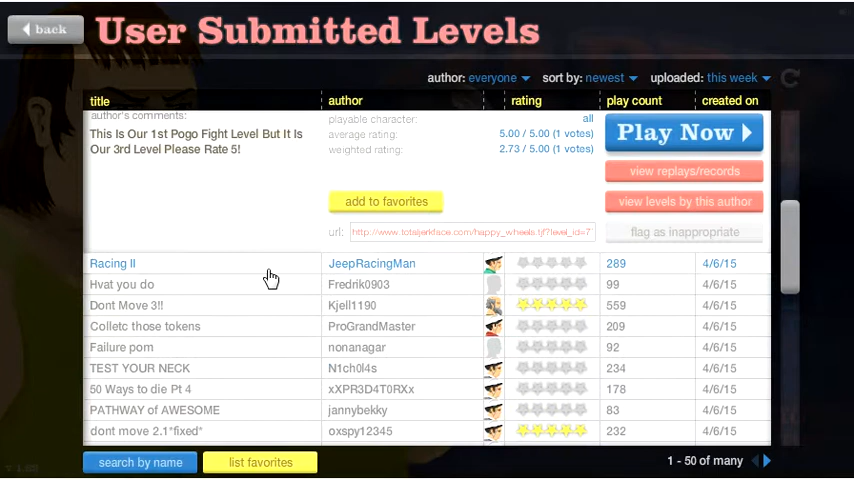 back
User Submitted Levels
author: everyone sort by: newest uploaded: this week
title author rating play count created on
author's comments:
This Is Our 1st Pogo Fight Level But It Is
Our 3rd Level Please Rate 5!
playable character: all
average rating: 5.00 / 5.00 (1 votes)
weighted rating: 2.73 / 5.00 (1 votes)
Play Now
view replays/records
add to favorites
view levels by this author
url: http://www.totaljerkface.com/happy_wheels.tjf?level_id=7
flag as inappropriate
Racing II JeepRacingMan 289 4/6/15
Hvat you do Fredrik0903 99 4/6/15
Dont Move 3!! Kjell1190 559 4/6/15
Colletc those tokens ProGrandMaster 209 4/6/15
Failure pom nonanagar 92 4/6/15
TEST YOUR NECK N1ch0l4s 234 4/6/15
50 Ways to die Pt 4 xXPR3D4T0RXx 178 4/6/15
PATHWAY of AWESOME jannybekky 83 4/6/15
dont move 2.1*fixed* oxspy12345 232 4/6/15
search by name list favorites 1 - 50 of many